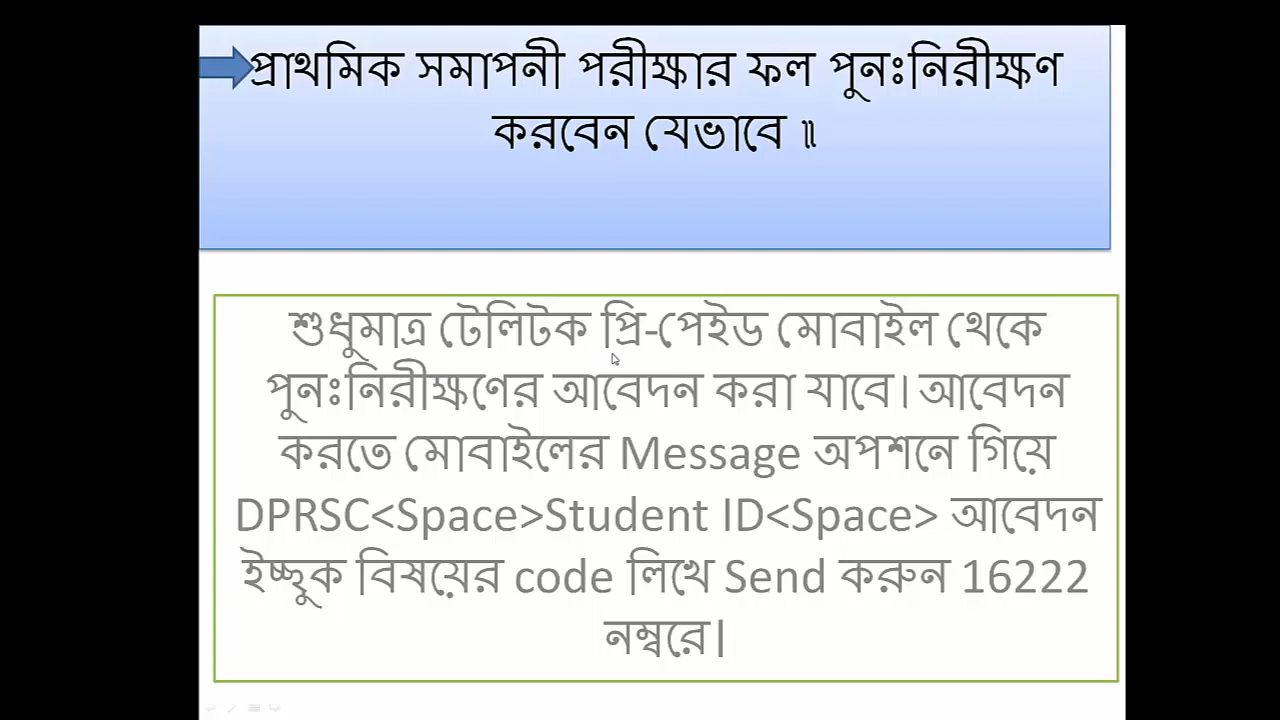 প্রাথমিক সমাপনী পরীক্ষার ফল পুনঃনিরীক্ষণ
করবেন যেভাবে ॥
শুধুমাত্র টেলিটক প্রি-পেইড মোবাইল থেকে
পুনঃনিরীক্ষণের আবেদন করা যাবে। আবেদন
করতে মোবাইলের Message অপশনে গিয়ে
DPRSC<Space>Student ID<Space> আবেদন
ইচ্ছুক বিষয়ের code লিখে Send করুন 16222
নম্বরে।